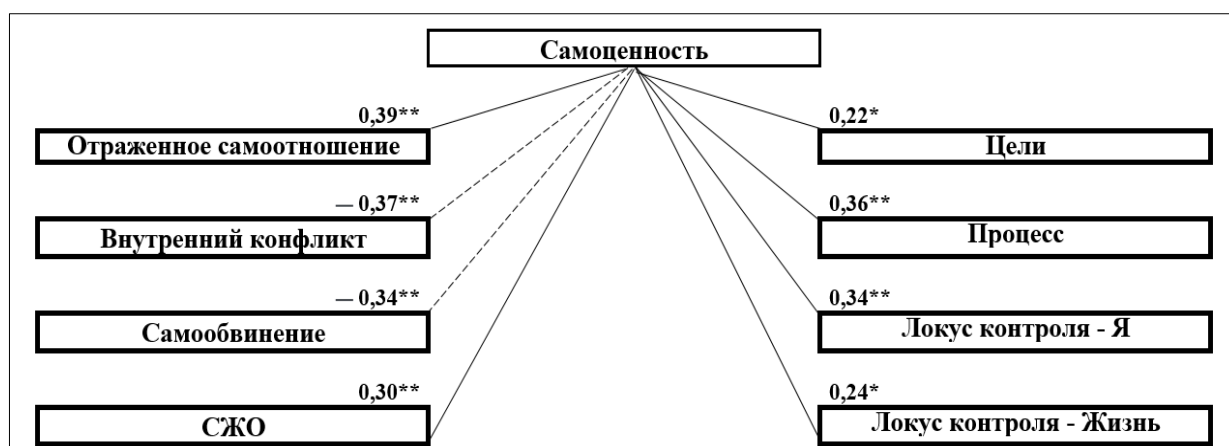 Самоценность
0,39**
Отраженное самоотношение
— 0,37**
Внутренний конфликт
— 0,34**
Самообвинение
0,30**
СЖО
0,22*
Цели
0,36**
Процесс
0,34**
Локус контроля - Я
0,24*
Локус контроля - Жизнь